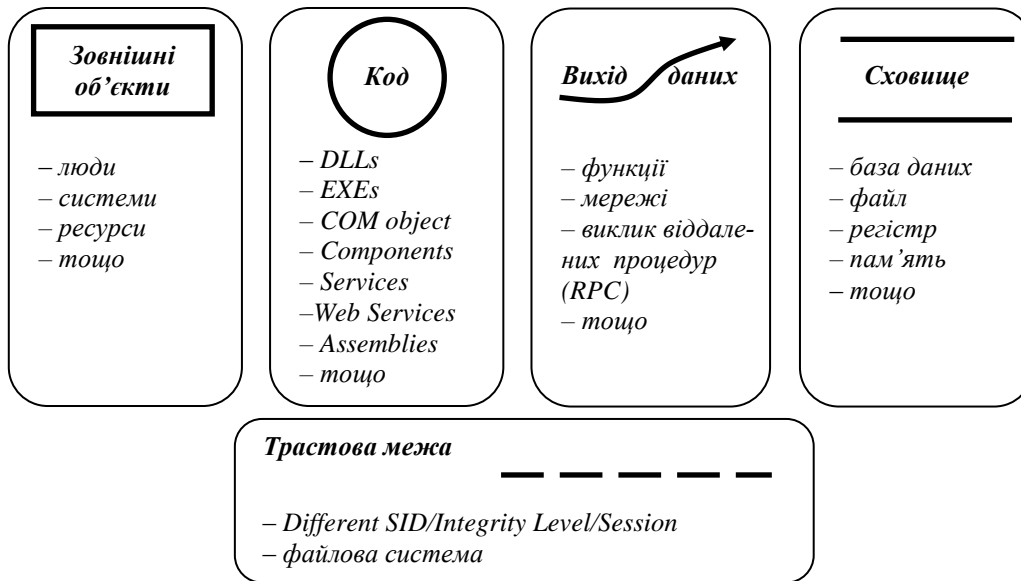 Зовнішні
об’єкти
– люди
– системи
– ресурси
– тощо
Код
– DLLs
– EXEs
– COM object
– Components
– Services
–Web Services
– Assemblies
– тощо
Вихід даних
– функції
– мережі
– виклик віддале-
них процедур
(RPC)
– тощо
Сховище
– база даних
– файл
– регістр
– пам’ять
– тощо
Трастова межа
– Different SID/Integrity Level/Session
– файлова система